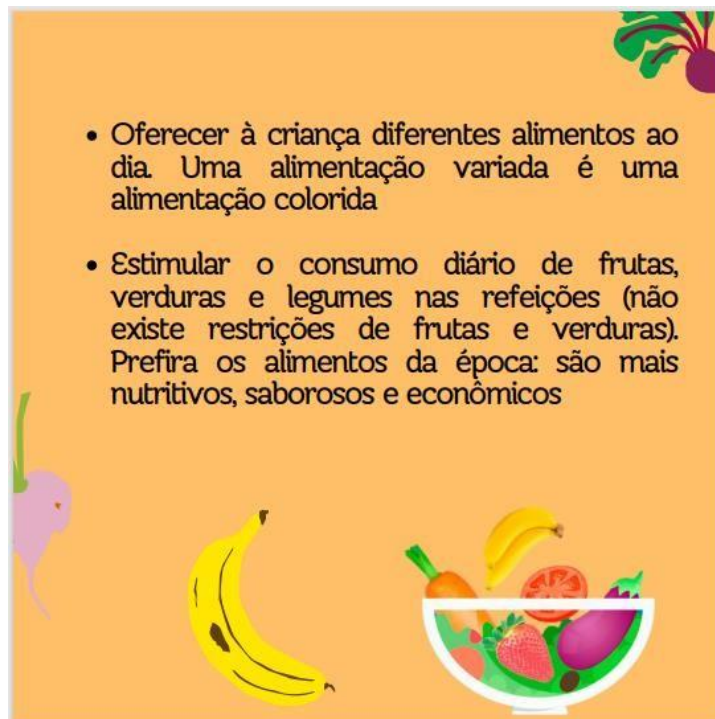 • Oferecer à criança diferentes alimentos ao
dia. Uma alimentação variada é uma
alimentação colorida
• Estimular o consumo diário de frutas,
verduras e legumes nas refeições (não
existe restrições de frutas e verduras).
Prefira os alimentos da época: são mais
nutritivos, saborosos e econômicos